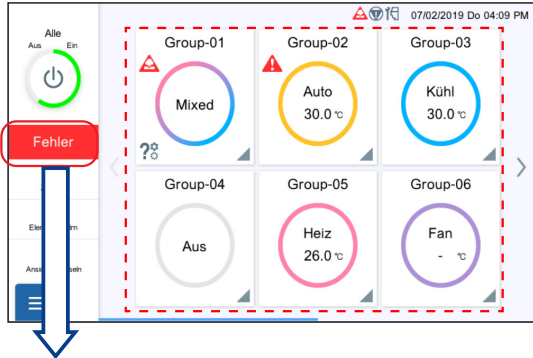 07/02/2019 Do 04:09 PM
Alle
Aus Ein
Fehler
Group-01
Mixed
Group-02
Auto
30.0 °C
Group-03
Kühl
30.0 °C
Group-04
Aus
Group-05
Heiz
26.0 °C
Group-06
Fan
- °C